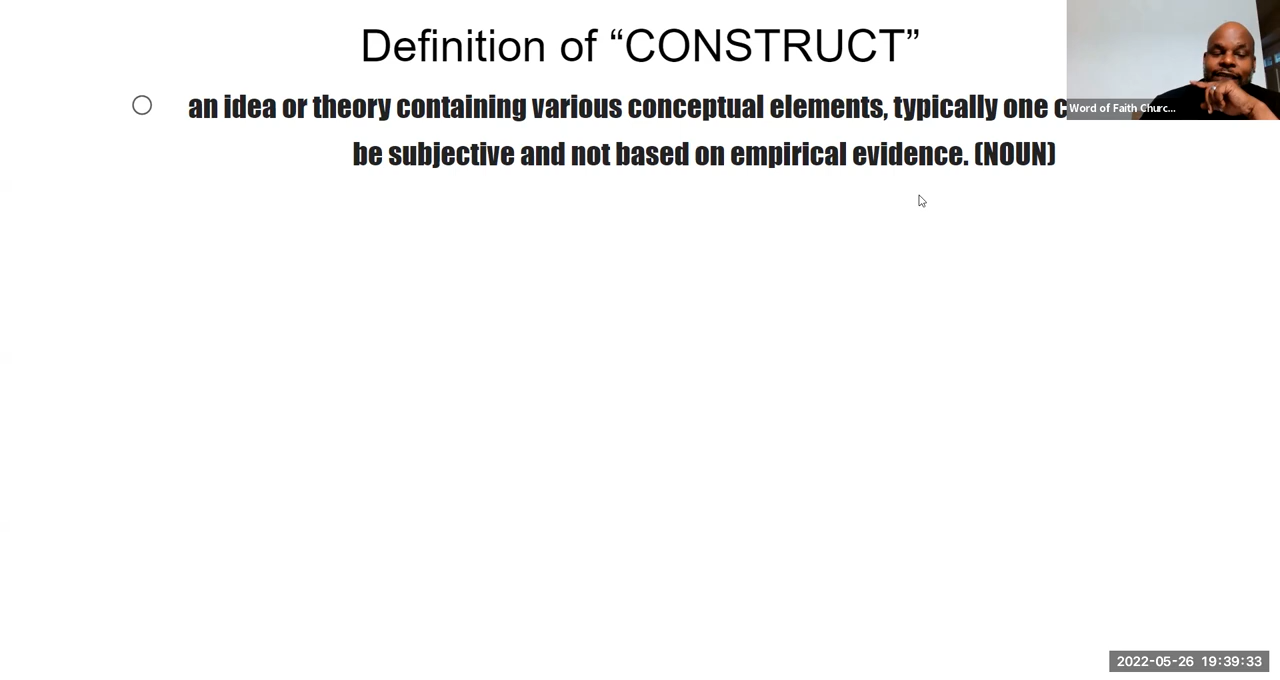 Definition of “CONSTRUCT”
an idea or theory containing various conceptual elements, typically one
be subjective and not based on empirical evidence. (NOUN)
Word of Faith Churc...
2022-05-26 19:39:33